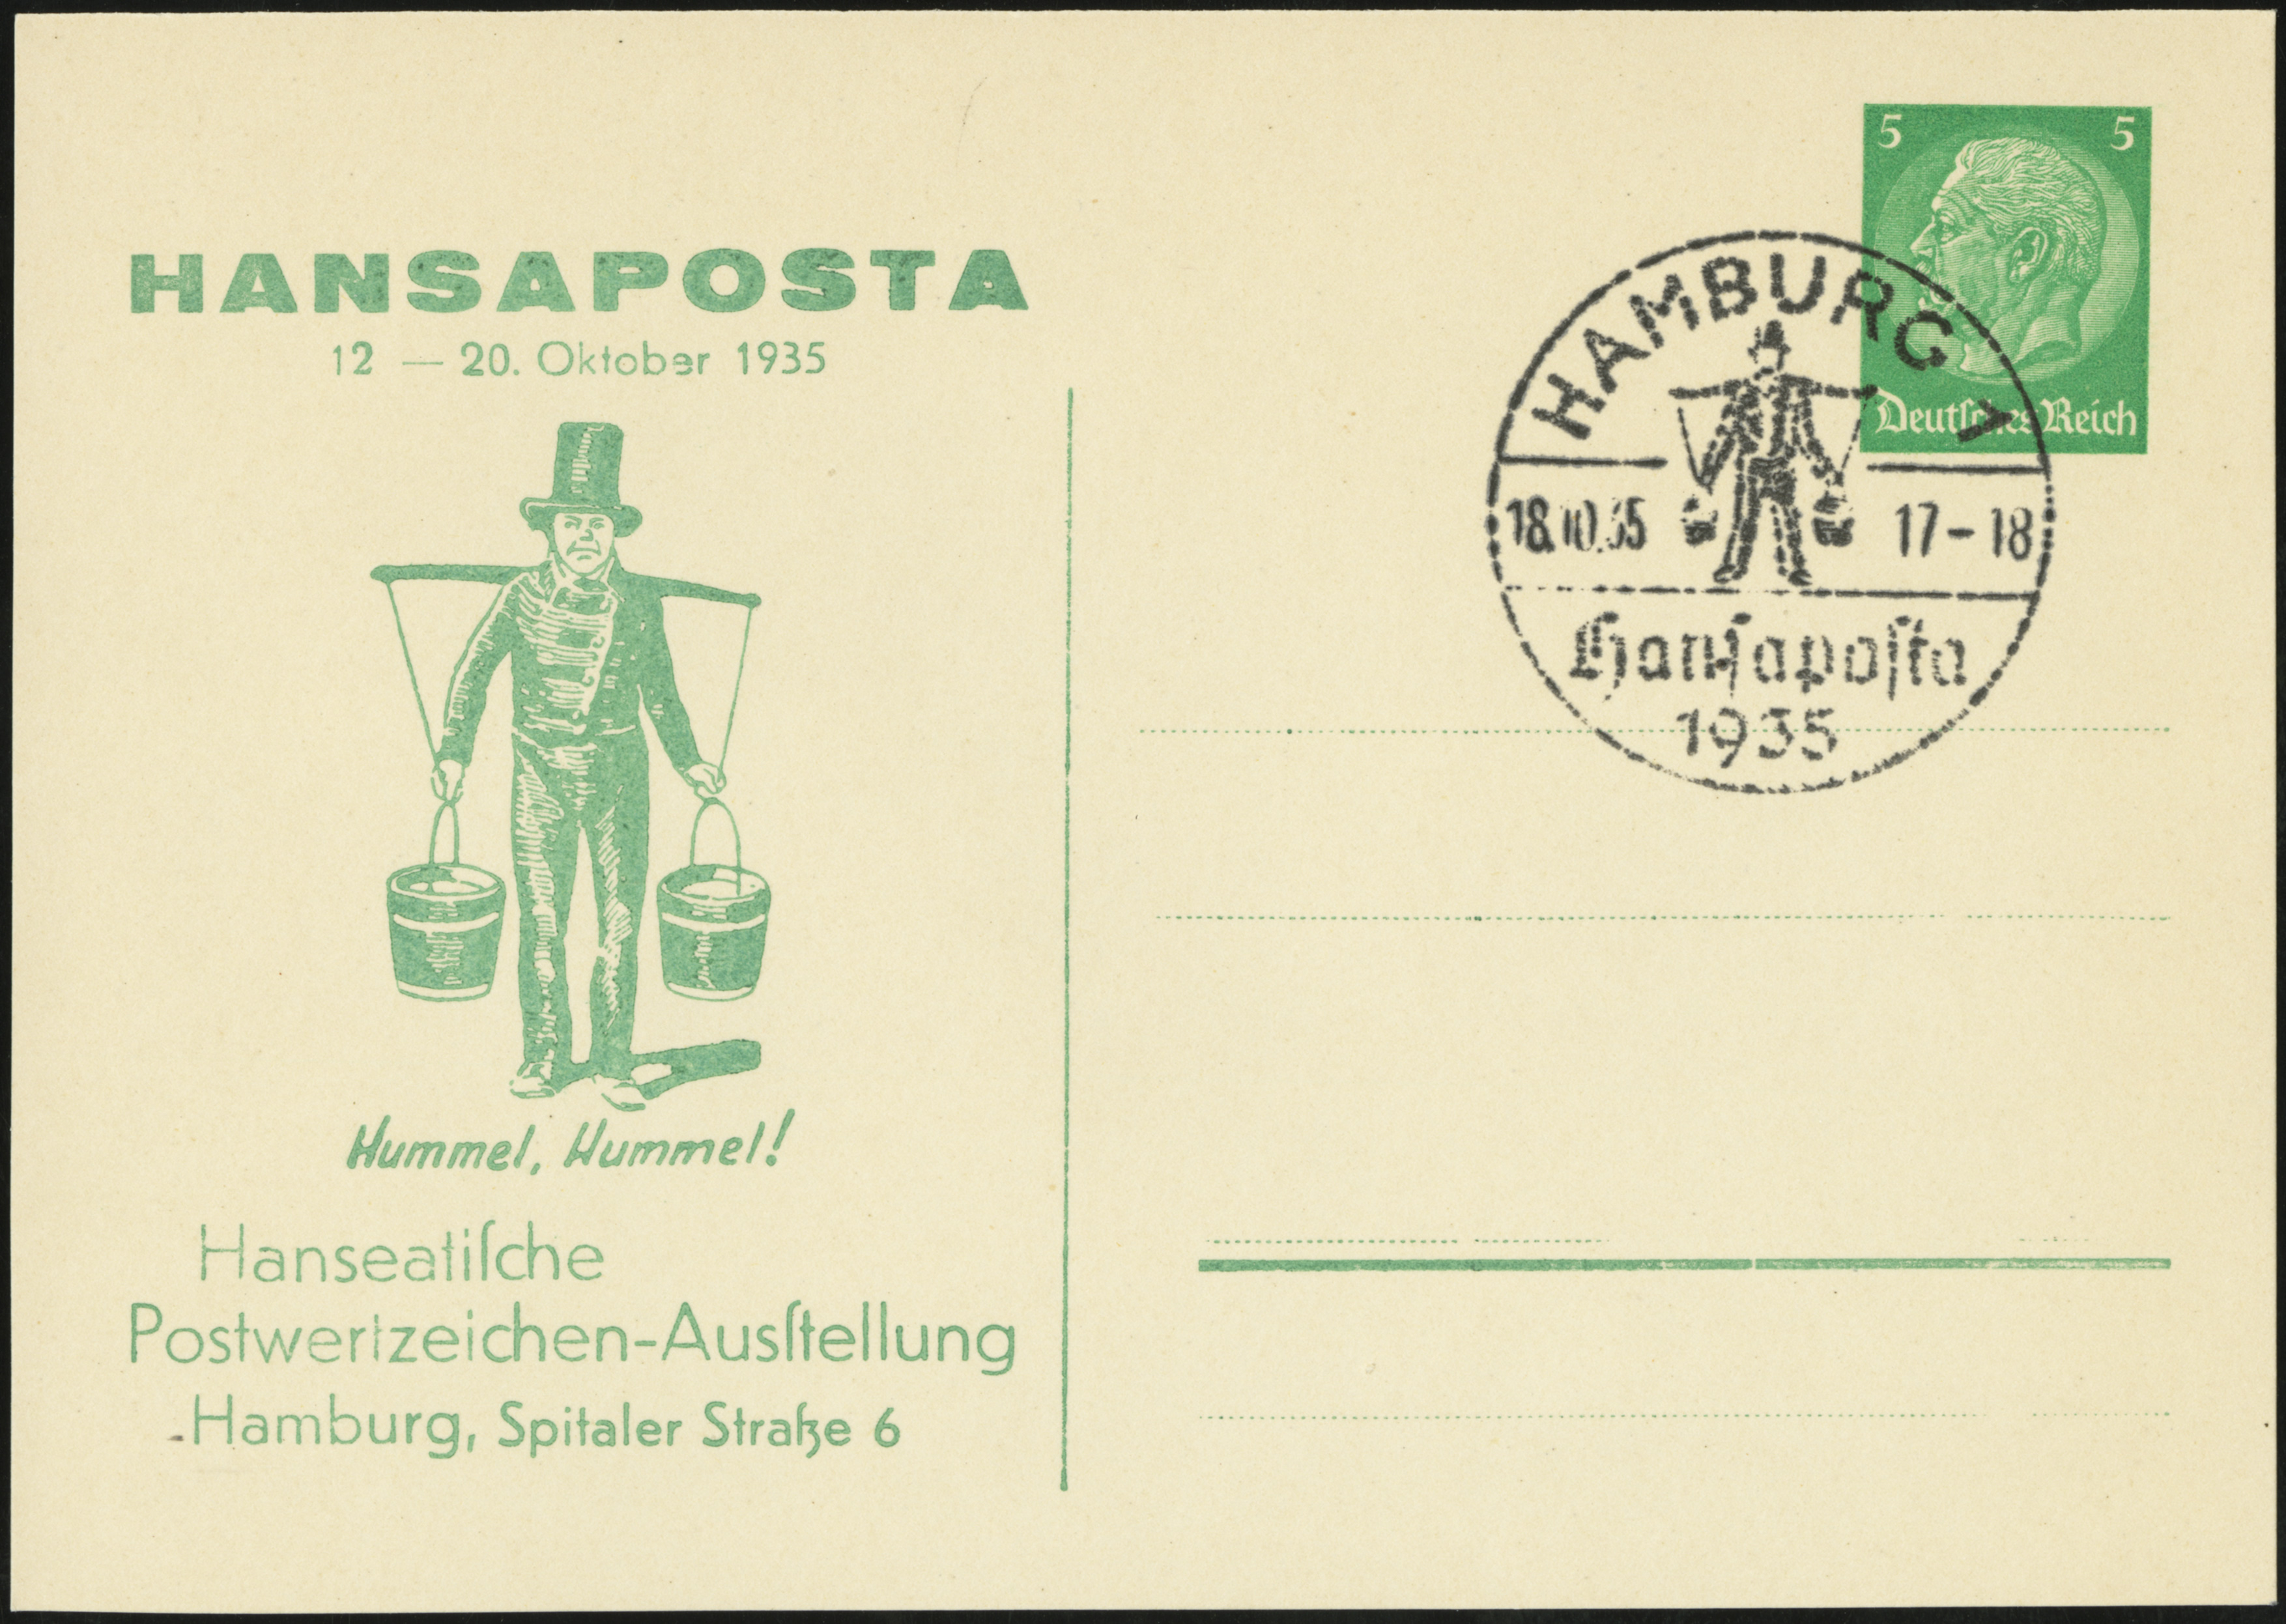 HANSAPOSTA
12 — 20. Oktober 1935
Hummel, Hummel!
Hanseatiſche
Postwertzeichen-Ausſtellung
Hamburg, Spitaler Straße 6
5 5
Deutſches Reich
HAMBURG 1
18.10.35 17-18
Hanſapoſta
1935